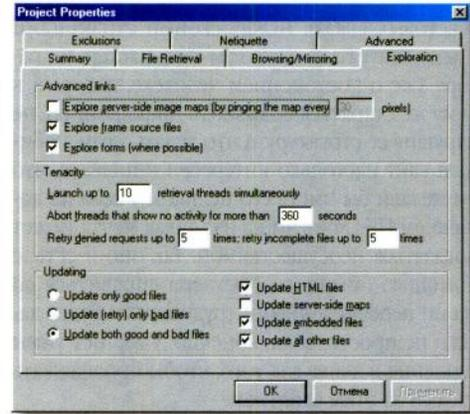 Project Properties
Exclusions Netiquette Advanced
Summary File Retrieval Browsing/Mirroring Exploration
Advanced links
Explore server-side image maps (by pinging the map every 30 pixels)
Explore frame source files
Explore forms (where possible)
Tenacity
Launch up to 10 retrieval threads simultaneously
Abort threads that show no activity for more than 360 seconds
Retry denied requests up to 5 times; retry incomplete files up to 5 times
Updating
Update only good files
Update (retry) only bad files
Update both good and bad files
Update HTML files
Update server-side maps
Update embedded files
Update all other files
OK Отмена Применить